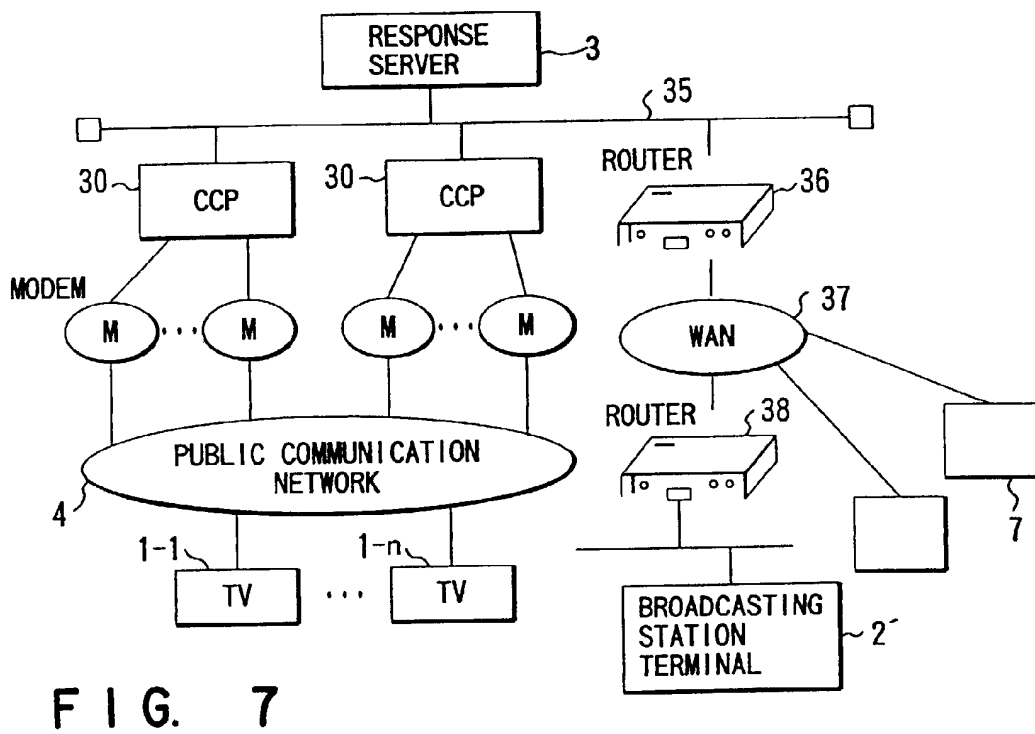 RESPONSE
SERVER
3
35
30
CCP
30
CCP
ROUTER
36
MODEM
M
...
M
M
...
M
WAN
37
ROUTER
38
PUBLIC COMMUNICATION
NETWORK
4
7
1-1
TV
...
1-n
TV
BROADCASTING
STATION
TERMINAL
2´
FIG. 7